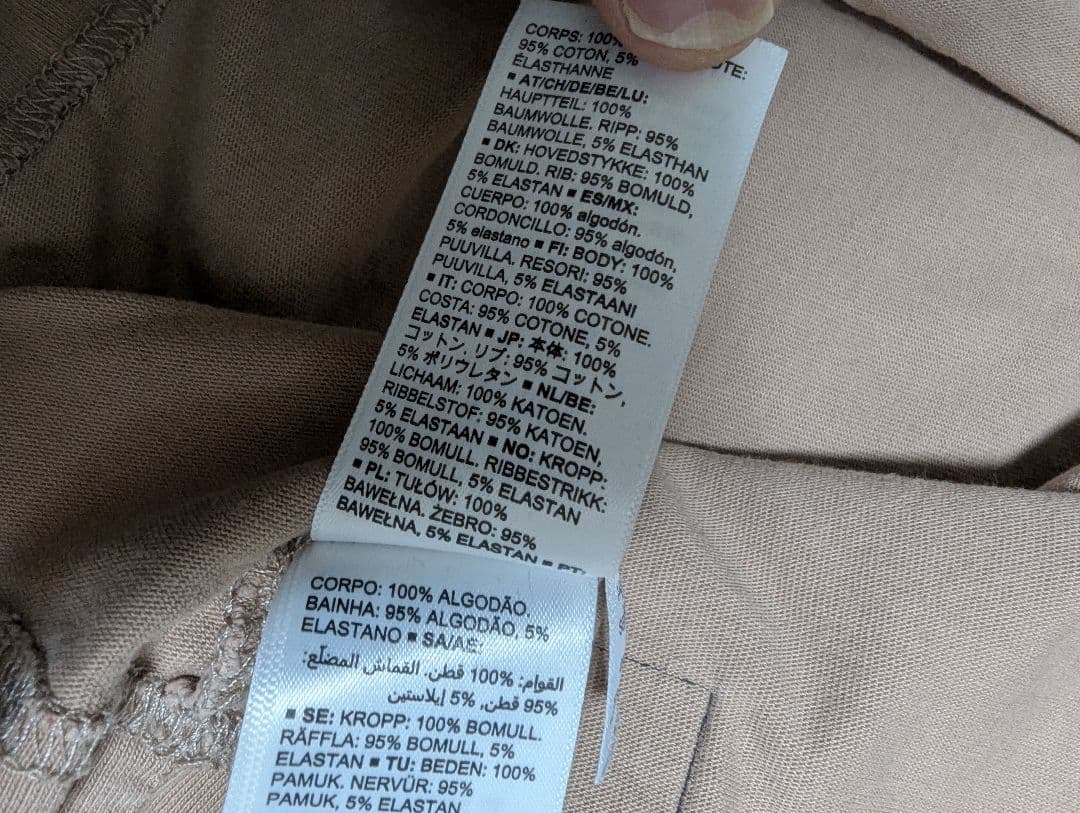 CORPS: 100%
95% COTON, 5%
ÉLASTHANNE
▪ AT/CH/DE/BE/LU:
HAUPTTEIL: 100%
BAUMWOLLE. RIPP: 95%
BAUMWOLLE, 5% ELASTHAN
▪ DK: HOVEDSTYKKE: 100%
BOMULD. RIB: 95% BOMULD,
5% ELASTAN ▪ ES/MX:
CUERPO: 100% algodón.
CORDONCILLO: 95% algodón,
5% elastano ▪ FI: BODY: 100%
PUUVILLA. RESORI: 95%
PUUVILLA, 5% ELASTAANI
▪ IT: CORPO: 100% COTONE.
COSTA: 95% COTONE, 5%
ELASTAN ▪ JP: 本体: 100%
コットン. リブ: 95% コットン,
5% ポリウレタン ▪ NL/BE:
LICHAAM: 100% KATOEN.
RIBBELSTOF: 95% KATOEN,
5% ELASTAAN ▪ NO: KROPP:
100% BOMULL. RIBBESTRIKK:
95% BOMULL, 5% ELASTAN
▪ PL: TUŁÓW: 100%
BAWEŁNA. ŻEBRO: 95%
BAWEŁNA, 5% ELASTAN ▪ PT:
CORPO: 100% ALGODÃO.
BAINHA: 95% ALGODÃO, 5%
ELASTANO ▪ SA/AE:
القوام: 100% قطن. القماش المضلّع:
95% قطن, 5% إيلاستين
▪ SE: KROPP: 100% BOMULL.
RÄFFLA: 95% BOMULL, 5%
ELASTAN ▪ TU: BEDEN: 100%
PAMUK. NERVÜR: 95%
PAMUK, 5% ELASTAN